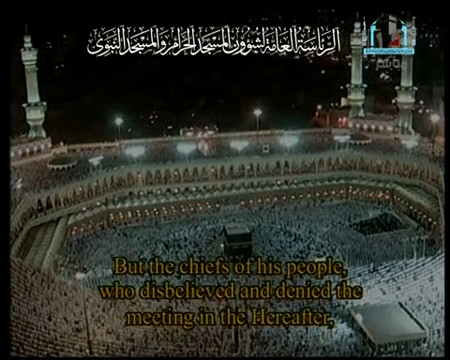 الرئاسة العامة لشؤون المسجد الحرام والمسجد النبوي
But the chiefs of his people,
who disbelieved and denied the
meeting in the Hereafter,